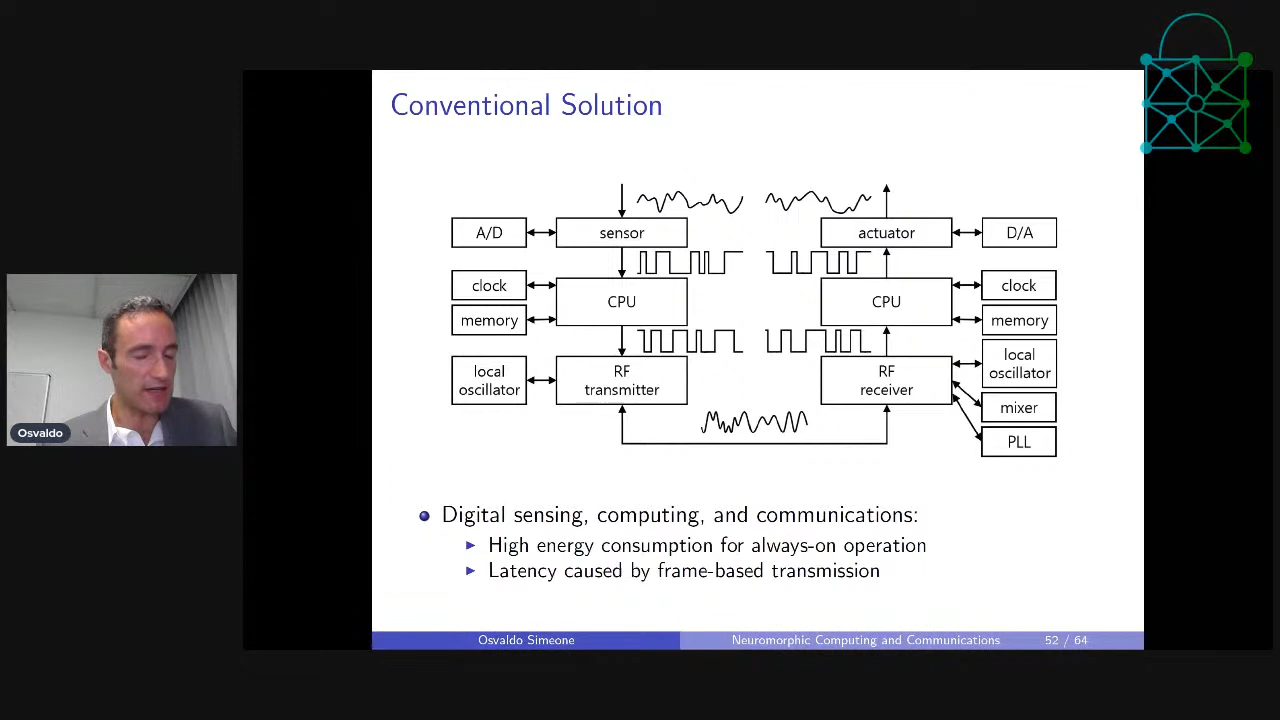 Conventional Solution
A/D
sensor
actuator
D/A
clock
CPU
CPU
clock
memory
memory
local
oscillator
RF
transmitter
RF
receiver
local
oscillator
mixer
PLL
Osvaldo
Digital sensing, computing, and communications:
High energy consumption for always-on operation
Latency caused by frame-based transmission
Osvaldo Simeone
Neuromorphic Computing and Communications
52 / 64